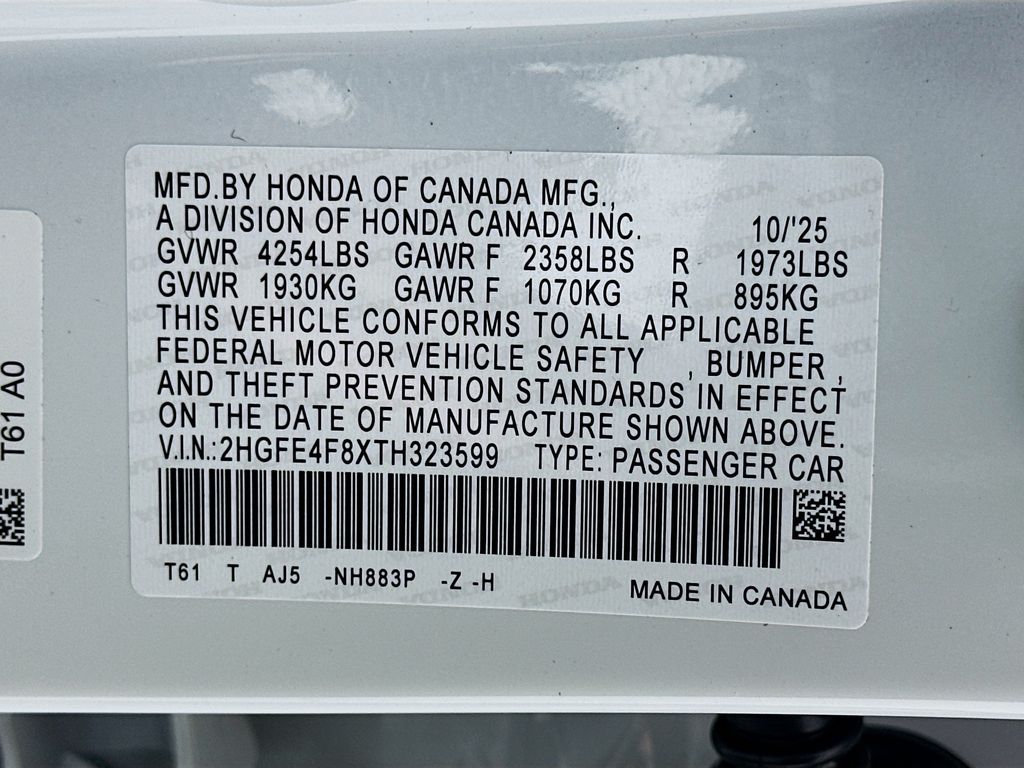 MFD.BY HONDA OF CANADA MFG.,
A DIVISION OF HONDA CANADA INC. 10/'25
GVWR 4254LBS GAWR F 2358LBS R 1973LBS
GVWR 1930KG GAWR F 1070KG R 895KG
THIS VEHICLE CONFORMS TO ALL APPLICABLE
FEDERAL MOTOR VEHICLE SAFETY , BUMPER ,
AND THEFT PREVENTION STANDARDS IN EFFECT
ON THE DATE OF MANUFACTURE SHOWN ABOVE.
V.I.N.:2HGFE4F8XTH323599 TYPE: PASSENGER CAR
T61 T AJ5 -NH883P -Z -H
MADE IN CANADA
T61 A0